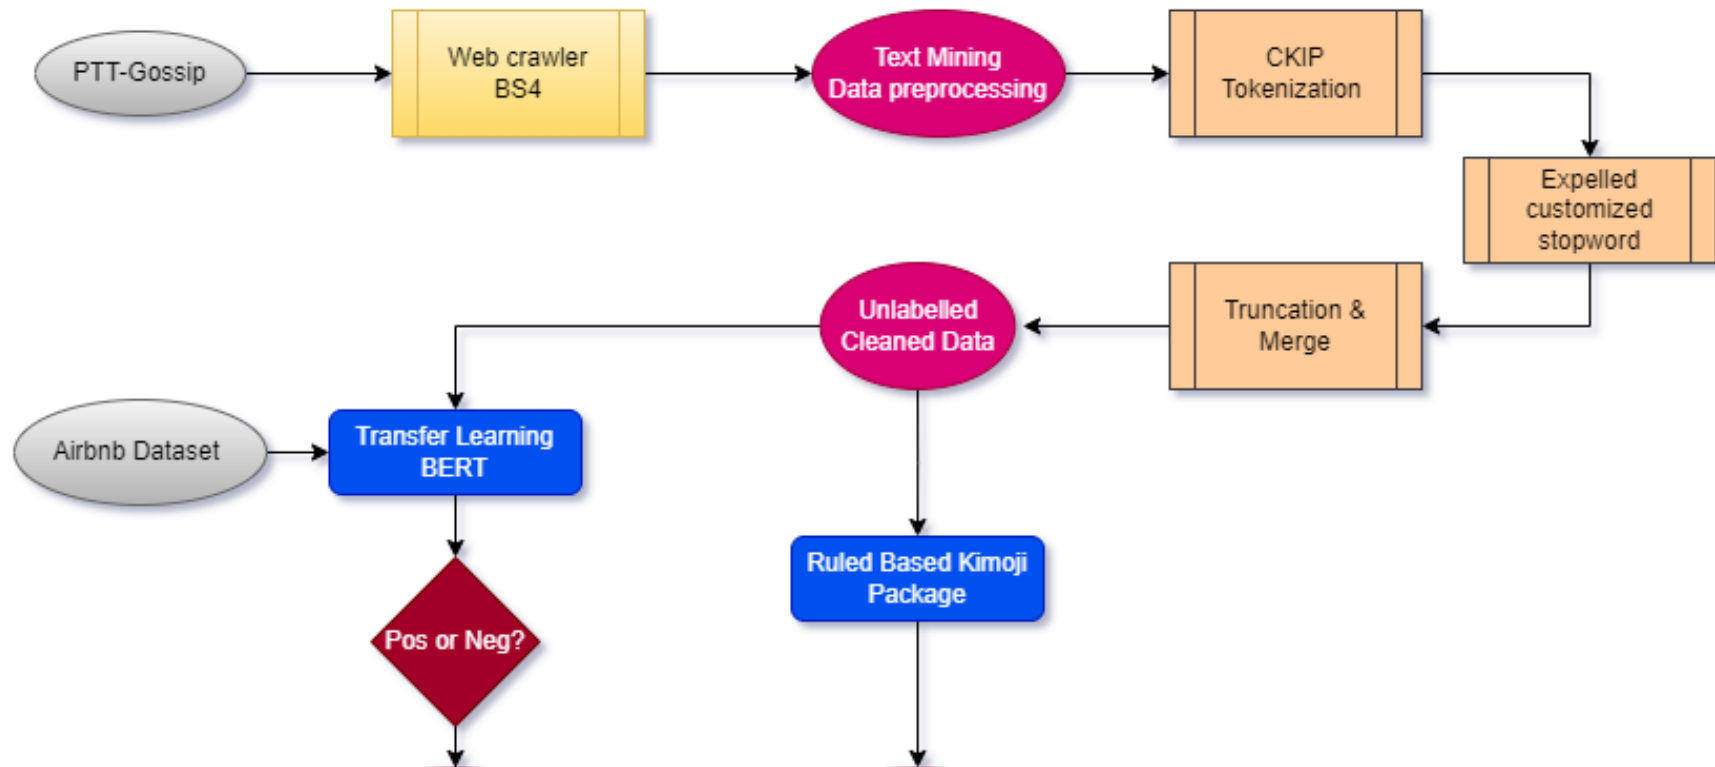 PTT-Gossip
Web crawler
BS4
Text Mining
Data preprocessing
CKIP
Tokenization
Expelled
customized
stopword
Truncation &
Merge
Unlabelled
Cleaned Data
Airbnb Dataset
Transfer Learning
BERT
Ruled Based Kimoji
Package
Pos or Neg?